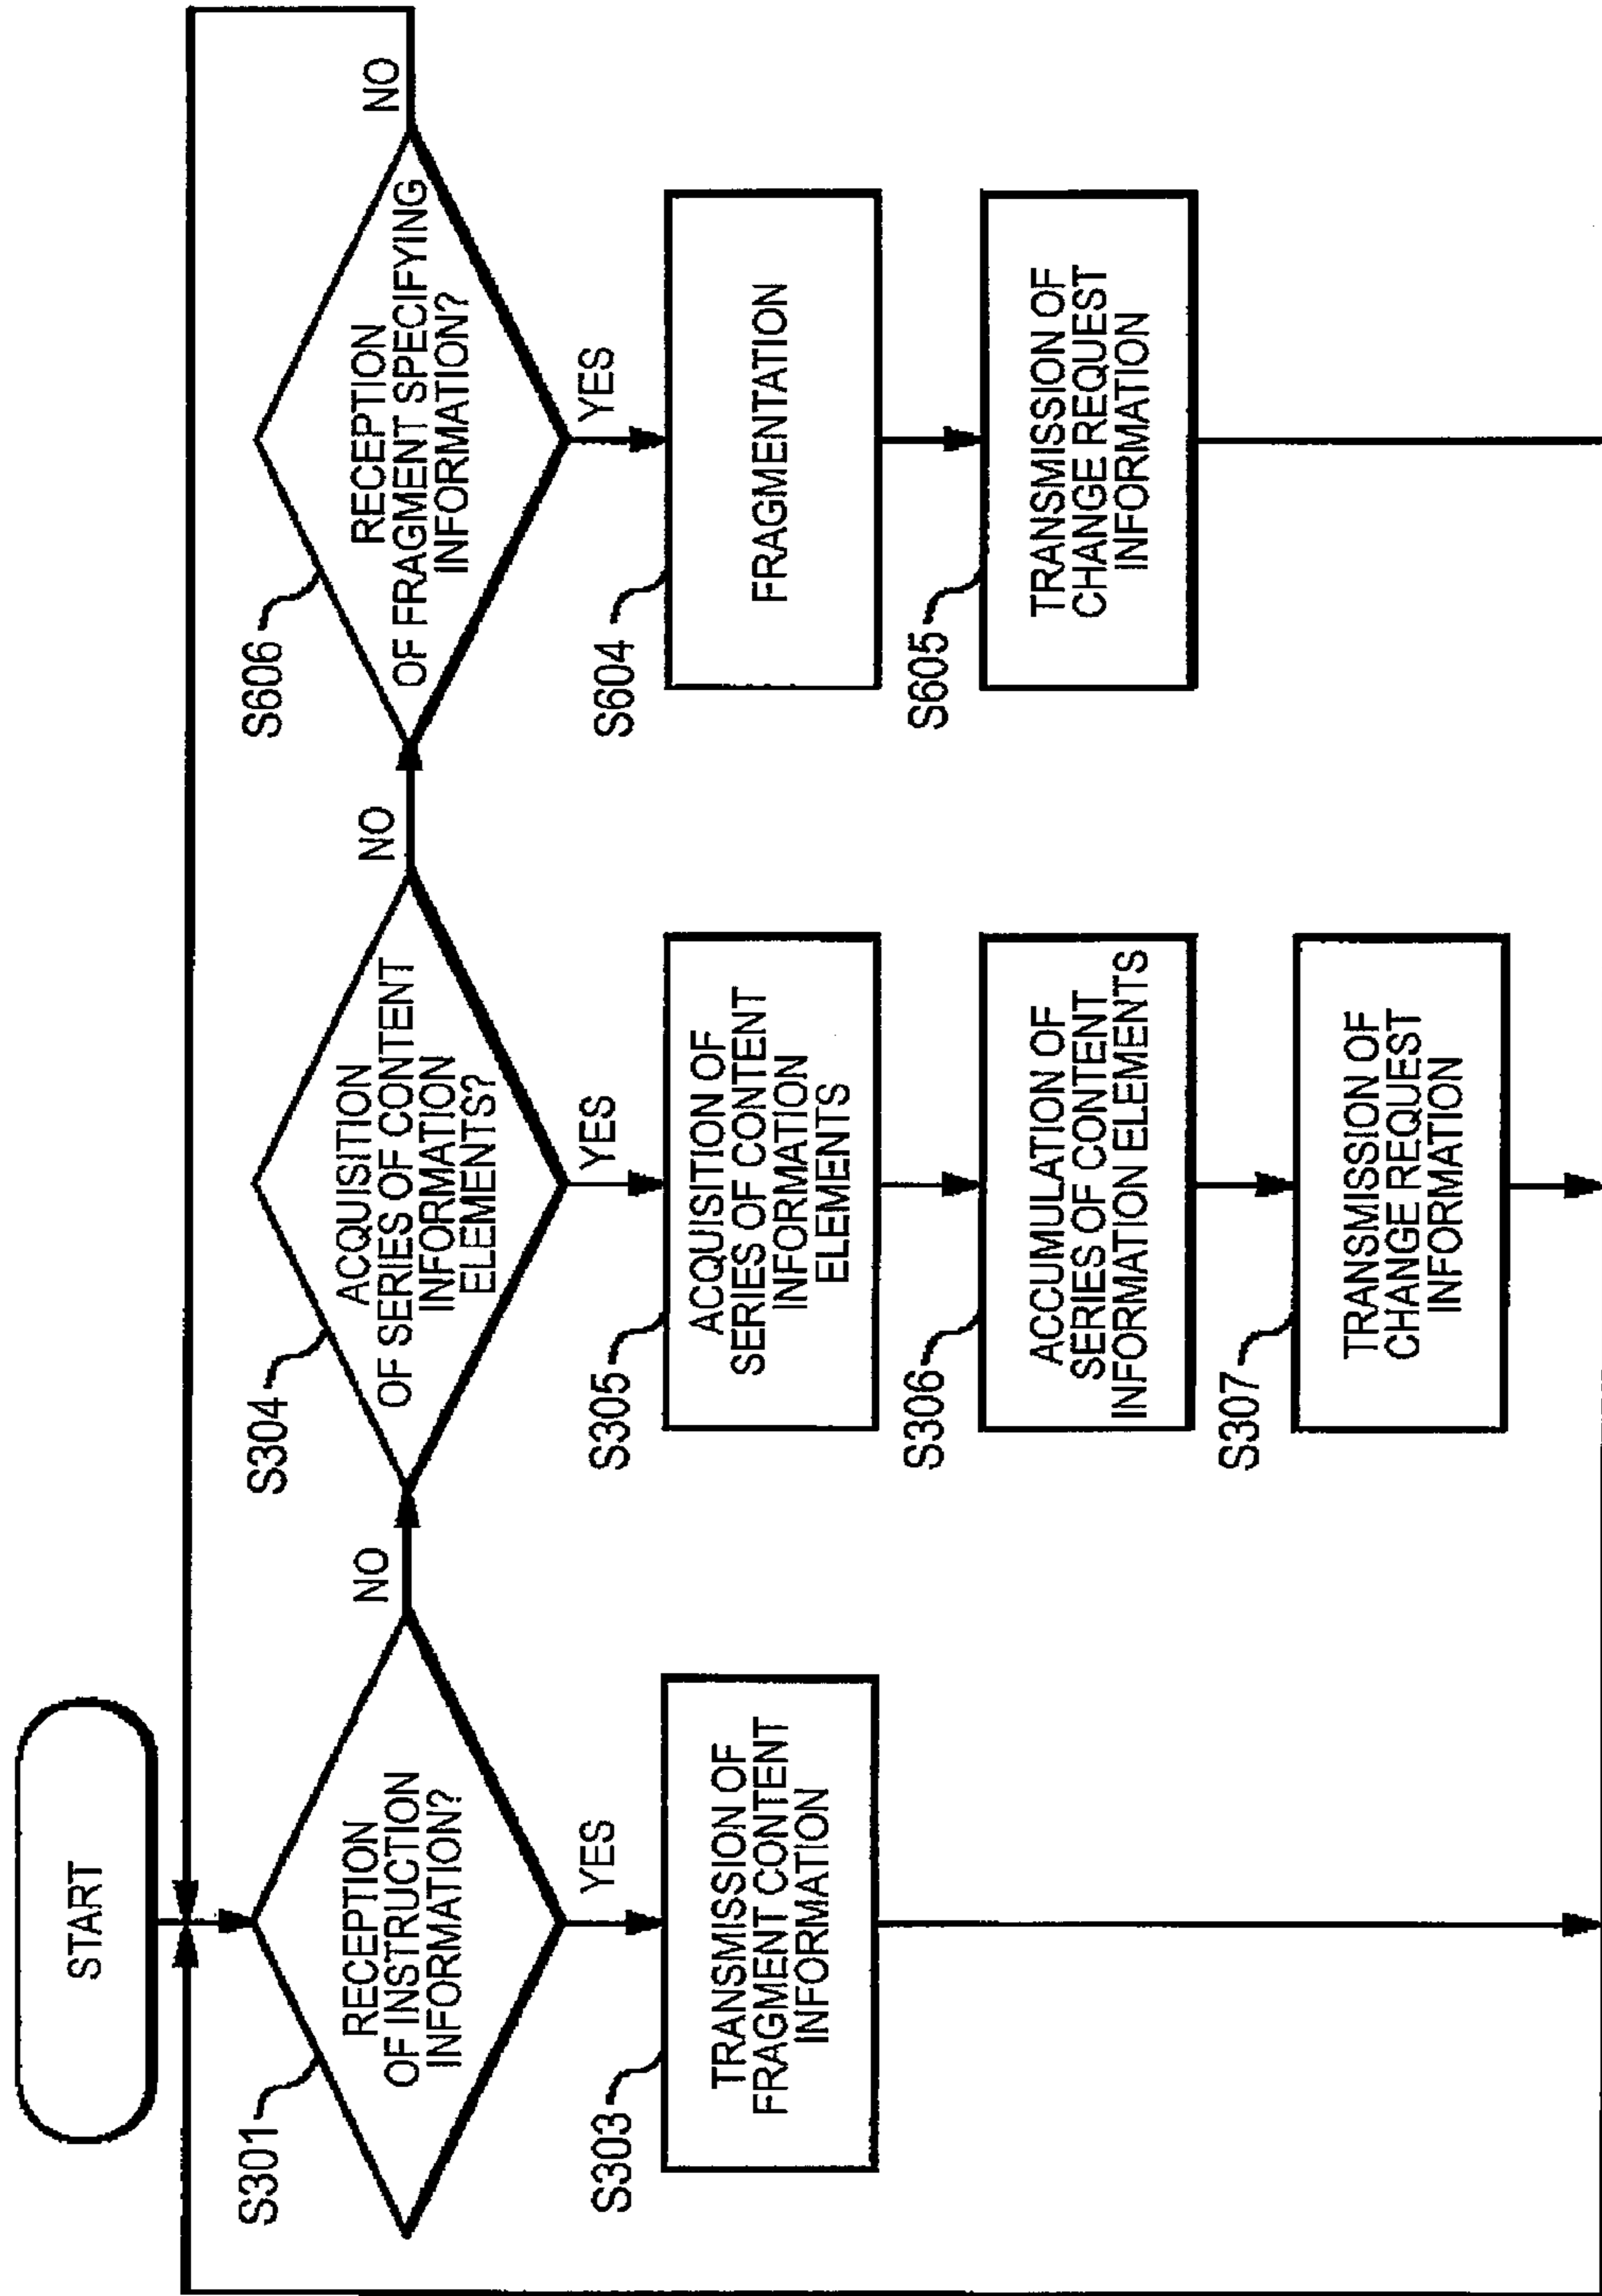 START
S301
RECEPTION
OF INSTRUCTION
INFORMATION?
NO
YES
S303
TRANSMISSION OF
FRAGMENT CONTENT
INFORMATION
S304
ACQUISITION
OF SERIES OF CONTENT
INFORMATION
ELEMENTS?
NO
YES
S305
ACQUISITION OF
SERIES OF CONTENT
INFORMATION
ELEMENTS
S306
ACCUMULATION OF
SERIES OF CONTENT
INFORMATION ELEMENTS
S307
TRANSMISSION OF
CHANGE REQUEST
INFORMATION
S606
RECEPTION
OF FRAGMENT SPECIFYING
INFORMATION?
NO
YES
S604
FRAGMENTATION
S605
TRANSMISSION OF
CHANGE REQUEST
INFORMATION